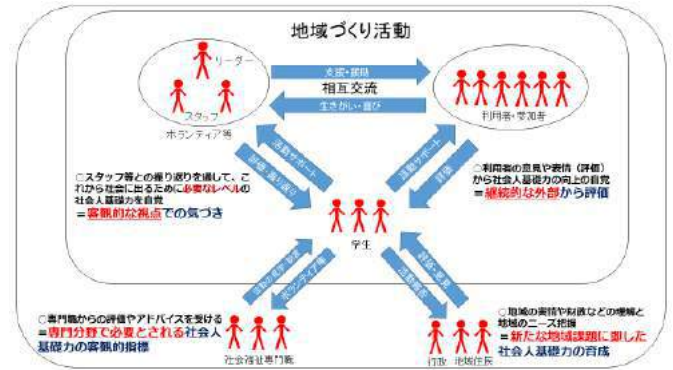 地域づくり活動
リーダー
スタッフ
ボランティア等
支援・援助
相互交流
生きがい・喜び
利用者・参加者
活動サポート
評価・振り返り
活動サポート
評価
○スタッフ等との振り返りを通して、こ
れから社会に出るために必要なレベルの
社会人基礎力を自覚
=客観的な視点での気づき
○利用者の意見や表情(評価)
から社会人基礎力の向上の自覚
=継続的な外部から評価
学生
ボランティア等
評価・意見
活動報告
○専門職からの評価やアドバイスを受ける
=専門分野で必要とされる社会人
基礎力の客観的指標
社会福祉専門職
行政 地域住民
○地域の実情や財政などの理解と
地域のニーズ把握
=新たな地域課題に即した
社会人基礎力の育成